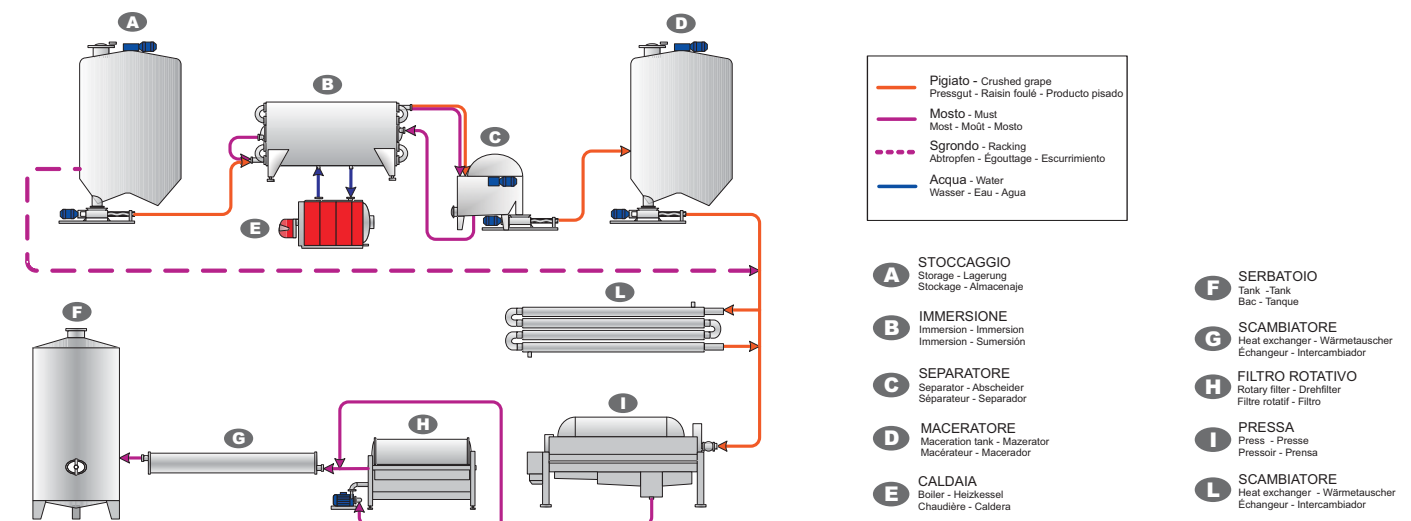 A
D
B
C
E
L
F
I
H
G
Pigiato - Crushed grape
Pressgut - Raisin foulé - Producto pisado
Mosto - Must
Most - Moût - Mosto
Sgrondo - Racking
Abtropfen - Égouttage - Escurrimiento
Acqua - Water
Wasser - Eau - Agua
A STOCCAGGIO
Storage - Lagerung
Stockage - Almacenaje
B IMMERSIONE
Immersion - Immersion
Immersion - Sumersión
C SEPARATORE
Separator - Abscheider
Séparateur - Separador
D MACERATORE
Maceration tank - Mazerator
Macérateur - Macerador
E CALDAIA
Boiler - Heizkessel
Chaudière - Caldera
F SERBATOIO
Tank -Tank
Bac - Tanque
G SCAMBIATORE
Heat exchanger - Wärmetauscher
Échangeur - Intercambiador
H FILTRO ROTATIVO
Rotary filter - Drehfilter
Filtre rotatif - Filtro
I PRESSA
Press - Presse
Pressoir - Prensa
L SCAMBIATORE
Heat exchanger - Wärmetauscher
Échangeur - Intercambiador